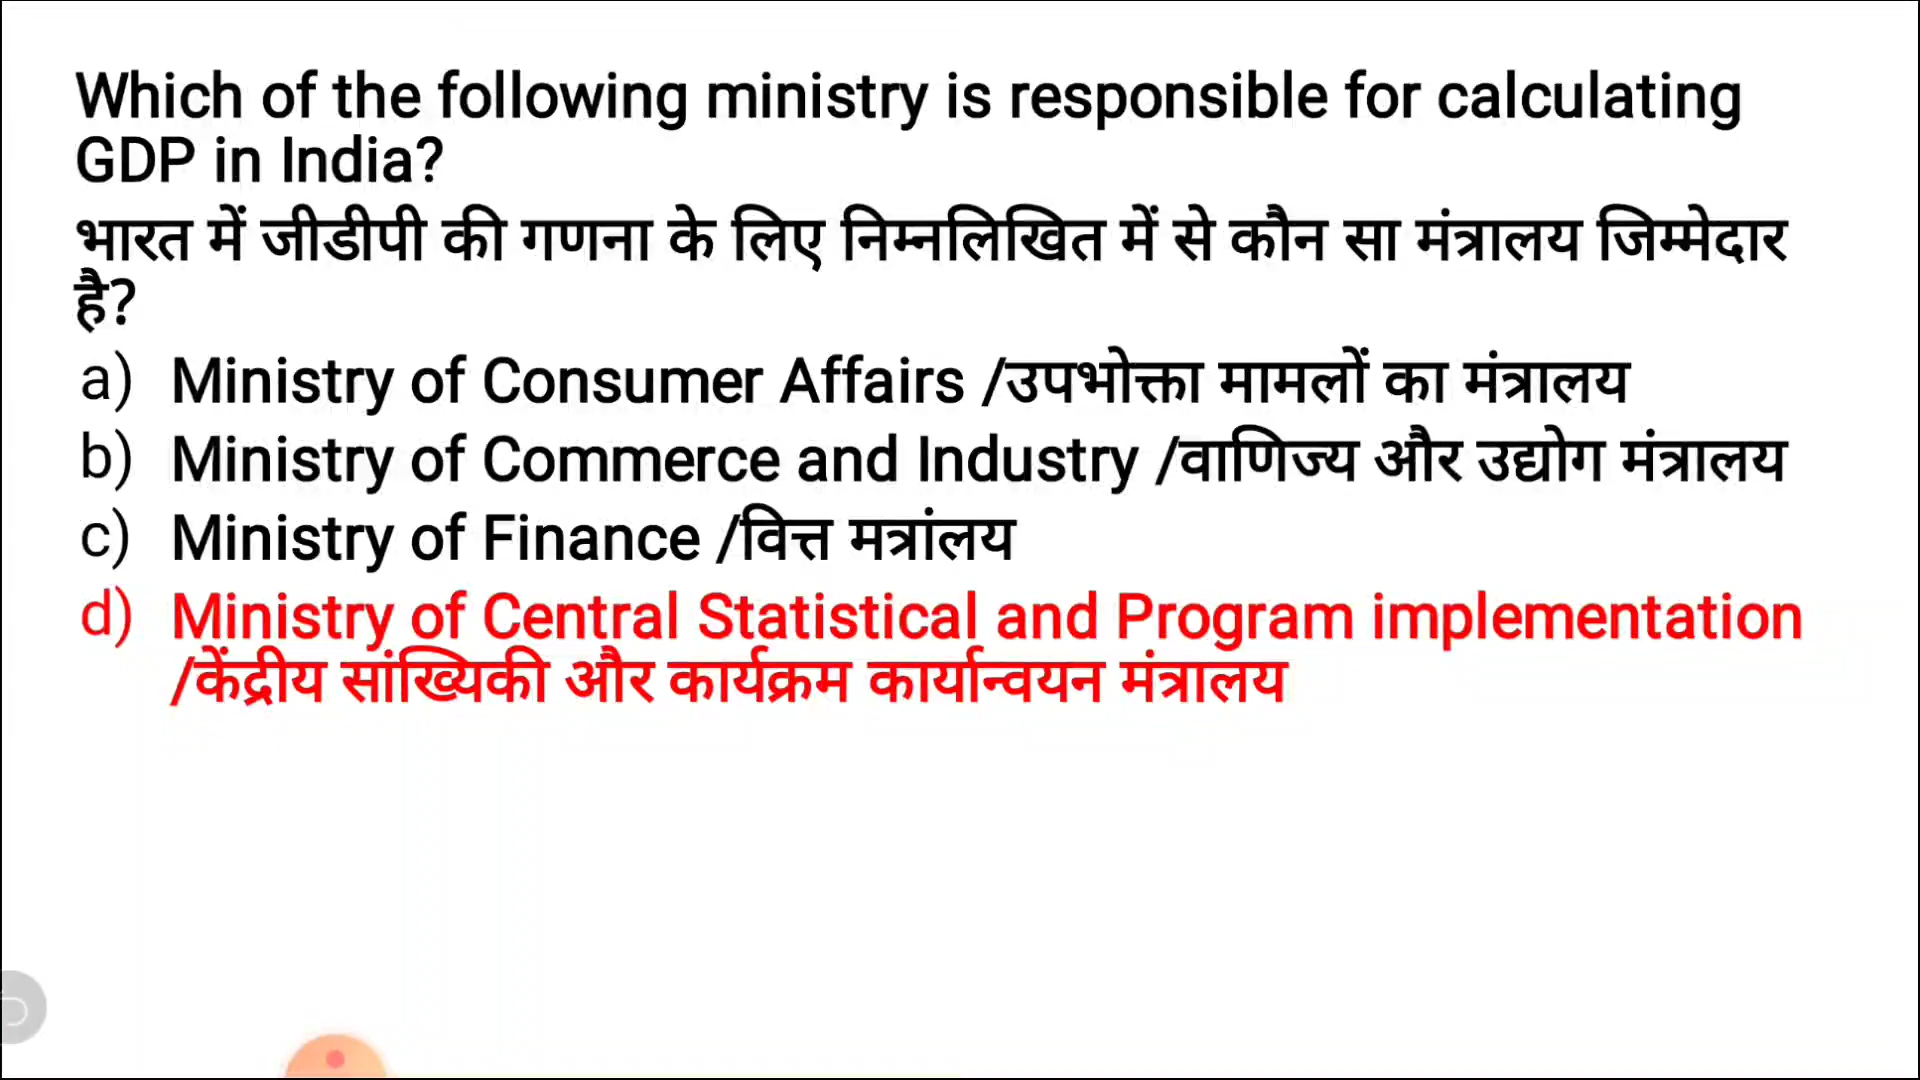 Which of the following ministry is responsible for calculating
GDP in India?
भारत में जीडीपी की गणना के लिए निम्नलिखित में से कौन सा मंत्रालय जिम्मेदार
है?
a) Ministry of Consumer Affairs /उपभोक्ता मामलों का मंत्रालय
b) Ministry of Commerce and Industry /वाणिज्य और उद्योग मंत्रालय
c) Ministry of Finance /वित्त मत्रांलय
d) Ministry of Central Statistical and Program implementation
/केंद्रीय सांख्यिकी और कार्यक्रम कार्यान्वयन मंत्रालय